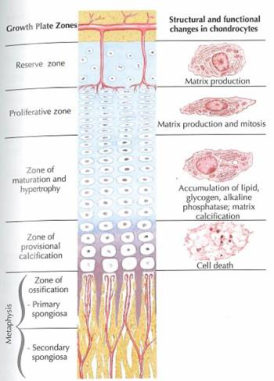 Growth Plate Zones
Structural and functional
changes in chondrocytes
Reserve zone
Matrix production
Proliferative zone
Matrix production and mitosis
Zone of
maturation and
hypertrophy
Accumulation of lipid,
glycogen, alkaline
phosphatase; matrix
calcification
Zone of
provisional
calcification
Cell death
Metaphysis
Zone of
ossification
- Primary
spongiosa
- Secondary
spongiosa